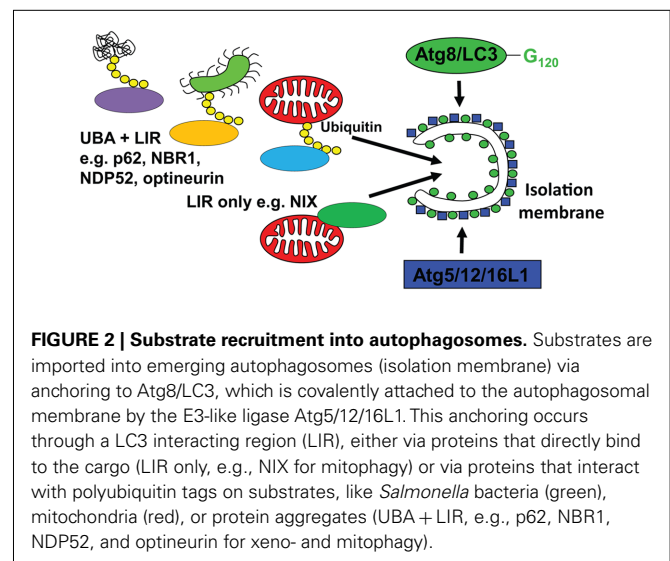 Atg8/LC3 G120
Ubiquitin
UBA + LIR
e.g. p62, NBR1,
NDP52, optineurin
LIR only e.g. NIX
Isolation
membrane
Atg5/12/16L1
FIGURE 2 | Substrate recruitment into autophagosomes. Substrates are
imported into emerging autophagosomes (isolation membrane) via
anchoring to Atg8/LC3, which is covalently attached to the autophagosomal
membrane by the E3-like ligase Atg5/12/16L1. This anchoring occurs
through a LC3 interacting region (LIR), either via proteins that directly bind
to the cargo (LIR only, e.g., NIX for mitophagy) or via proteins that interact
with polyubiquitin tags on substrates, like Salmonella bacteria (green),
mitochondria (red), or protein aggregates (UBA + LIR, e.g., p62, NBR1,
NDP52, and optineurin for xeno- and mitophagy).